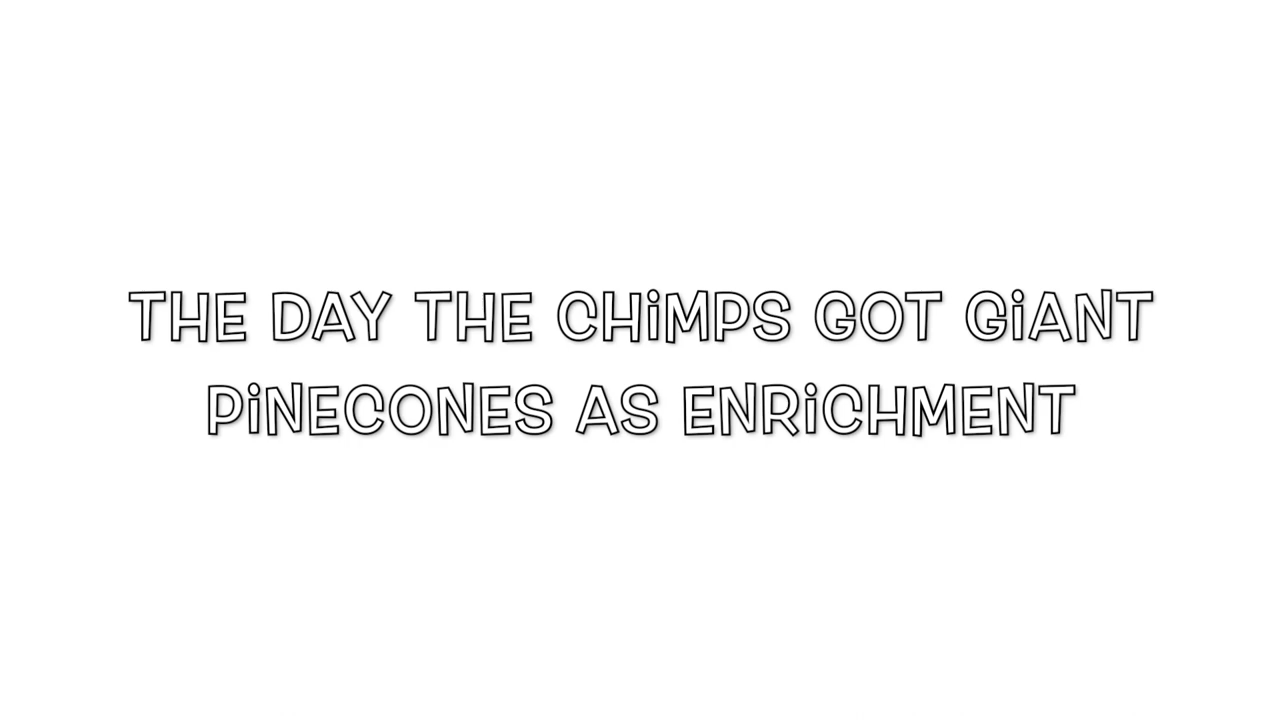 THE DAY THE CHiMPS GOT GiANT
PiNECONES AS ENRiCHMENT